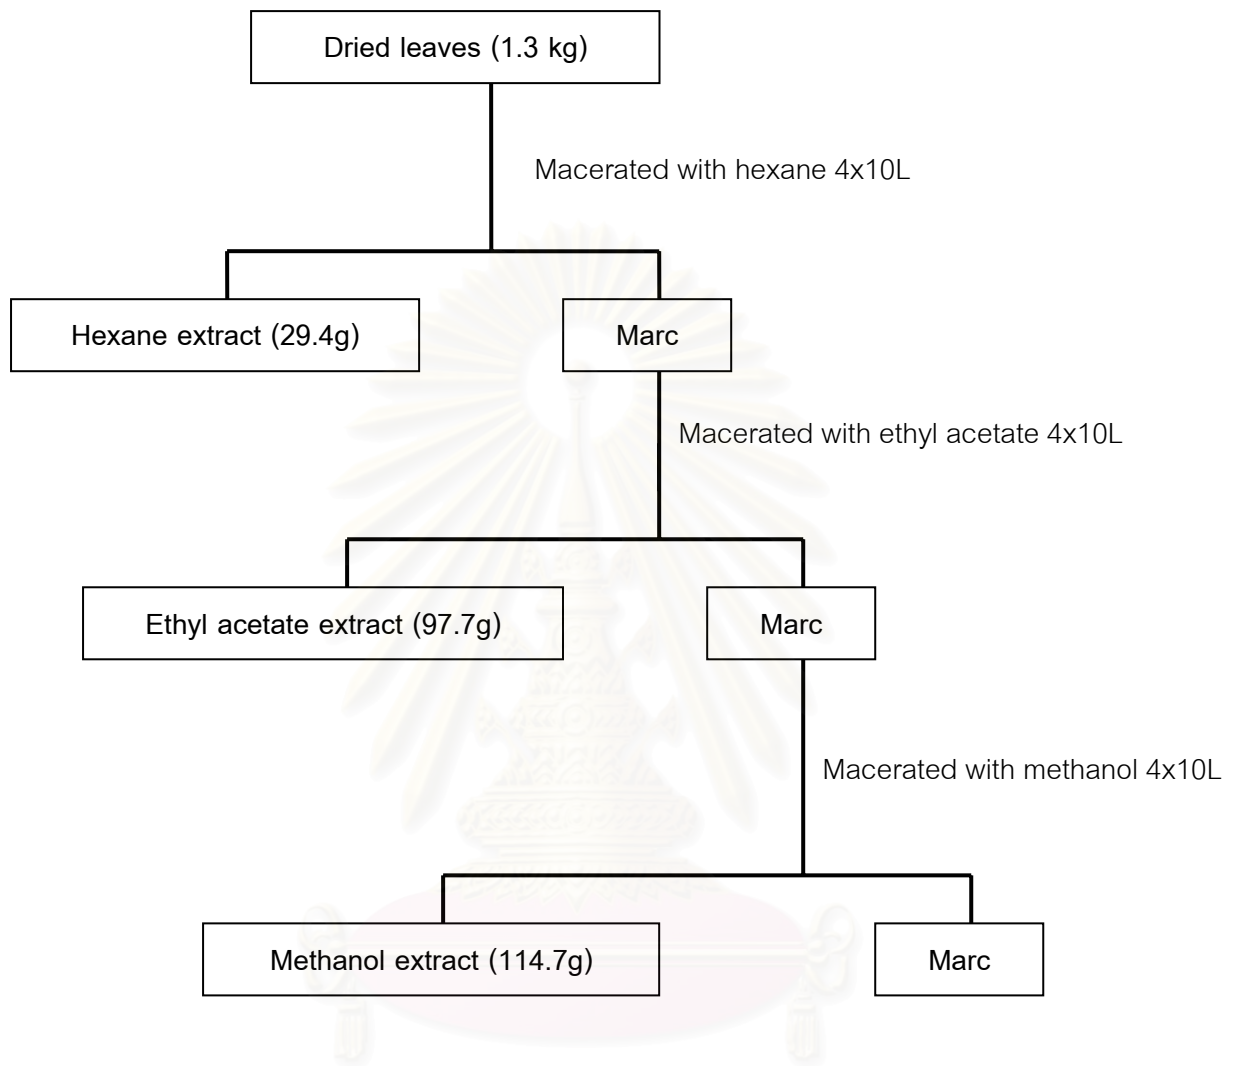 Dried leaves (1.3 kg)
Macerated with hexane 4x10L
Hexane extract (29.4g)
Marc
Macerated with ethyl acetate 4x10L
Ethyl acetate extract (97.7g)
Marc
Macerated with methanol 4x10L
Methanol extract (114.7g)
Marc